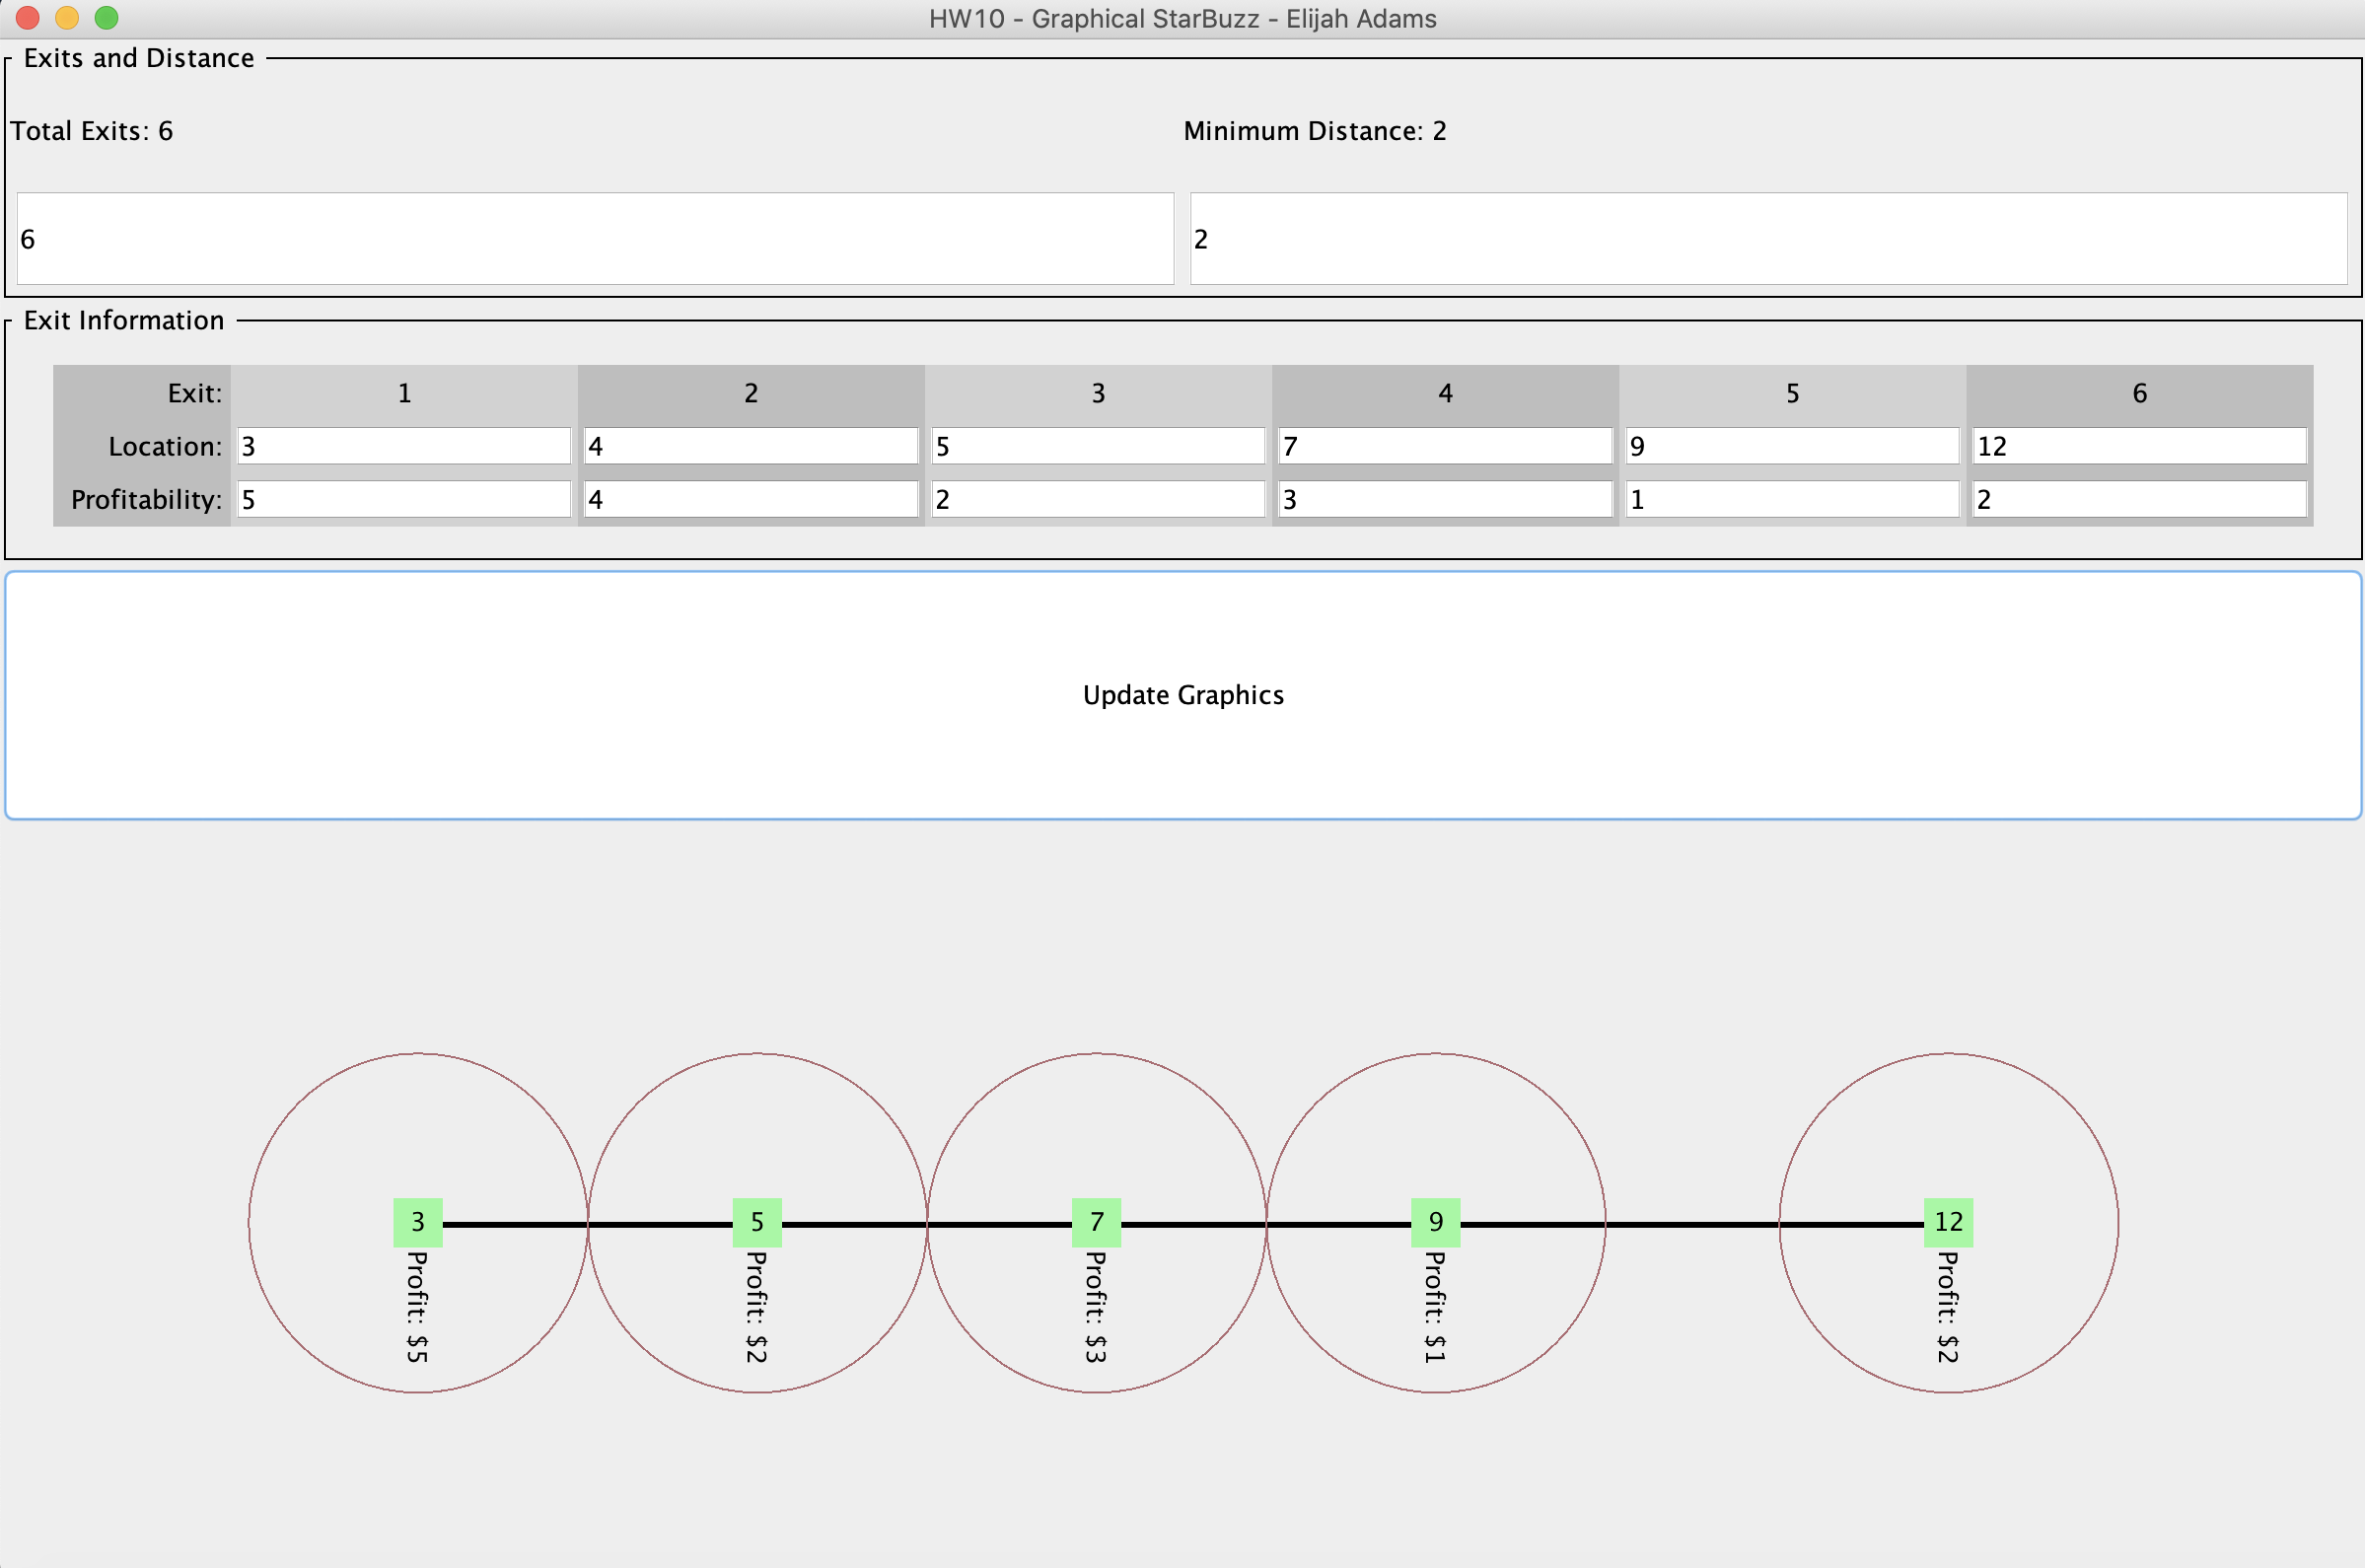 HW10 - Graphical StarBuzz - Elijah Adams
Exits and Distance
Total Exits: 6 Minimum Distance: 2
6 2
Exit Information
Exit: 1 2 3 4 5 6
Location: 3 4 5 7 9 12
Profitability: 5 4 2 3 1 2
Update Graphics
3 5 7 9 12
Profit: $5
Profit: $2
Profit: $3
Profit: $1
Profit: $2